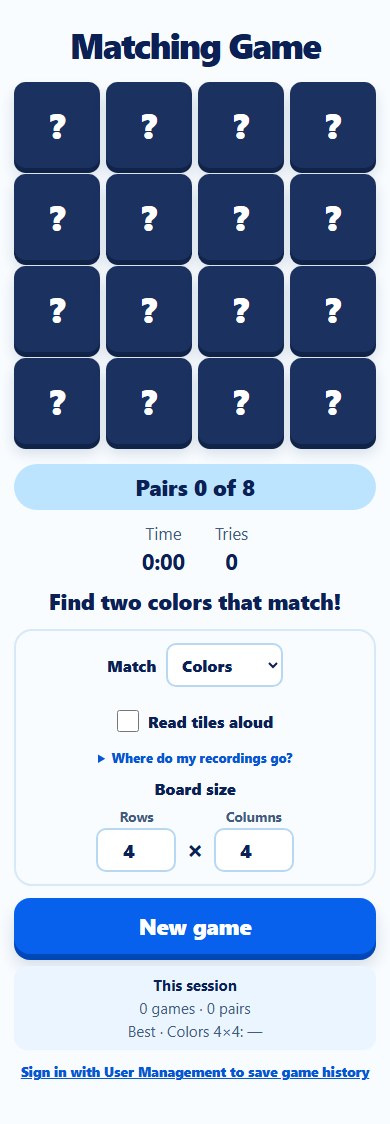 Matching Game
? ? ? ?
? ? ? ?
? ? ? ?
? ? ? ?
Pairs 0 of 8
Time Tries
0:00 0
Find two colors that match!
Match Colors
Read tiles aloud
▶ Where do my recordings go?
Board size
Rows Columns
4 × 4
New game
This session
0 games · 0 pairs
Best · Colors 4×4: —
Sign in with User Management to save game history